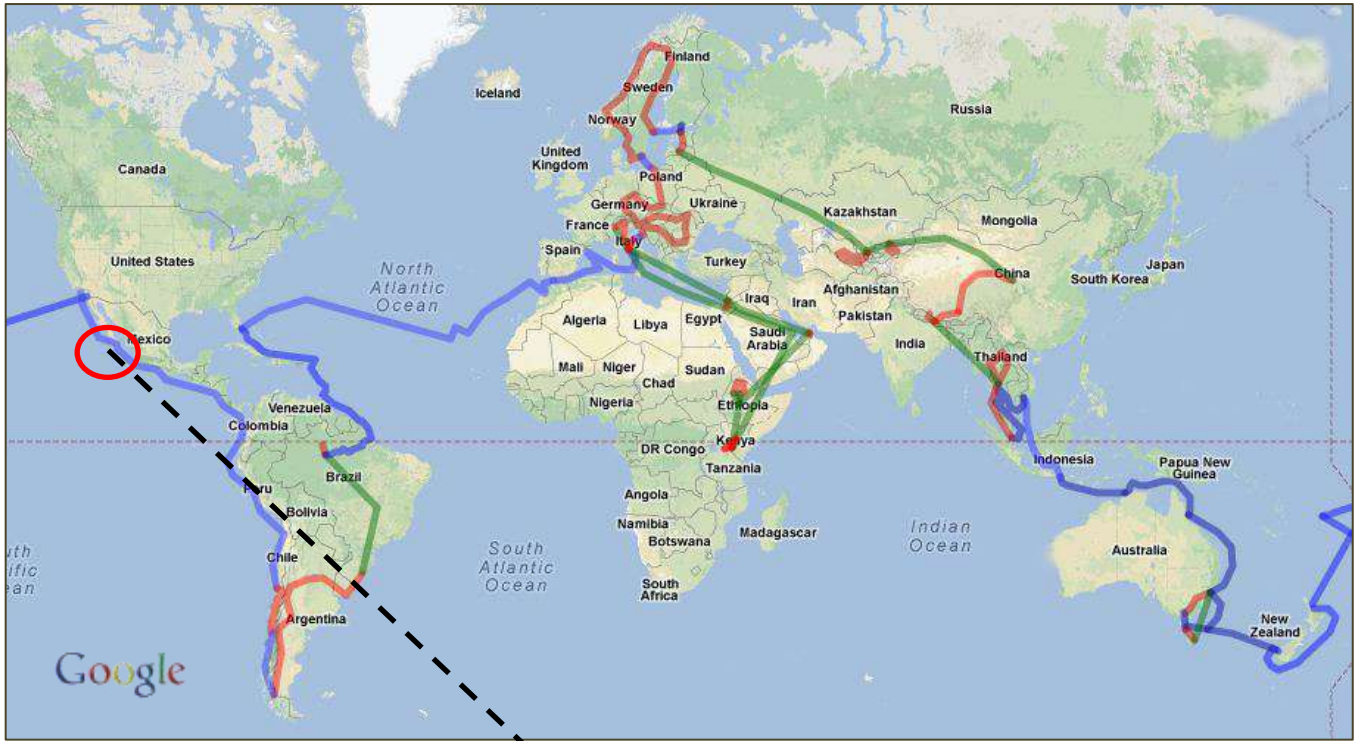 Finland
Iceland
Sweden
Russia
Norway
United
Kingdom
Canada
Poland
Germany
Ukraine
Kazakhstan
Mongolia
France
Italy
Spain
United States
North
Atlantic
Ocean
Turkey
China
South Korea
Japan
Afghanistan
Iraq
Iran
Pakistan
Algeria
Libya
Egypt
Saudi
Arabia
India
Mexico
Mali
Niger
Sudan
Chad
Thailand
Nigeria
Ethiopia
Venezuela
Colombia
DR Congo
Kenya
Tanzania
Indonesia
Papua New
Guinea
Brazil
Peru
Angola
Bolivia
Namibia
Botswana
Madagascar
Indian
Ocean
Australia
South
Atlantic
Ocean
Chile
South
Africa
Argentina
New
Zealand
Google